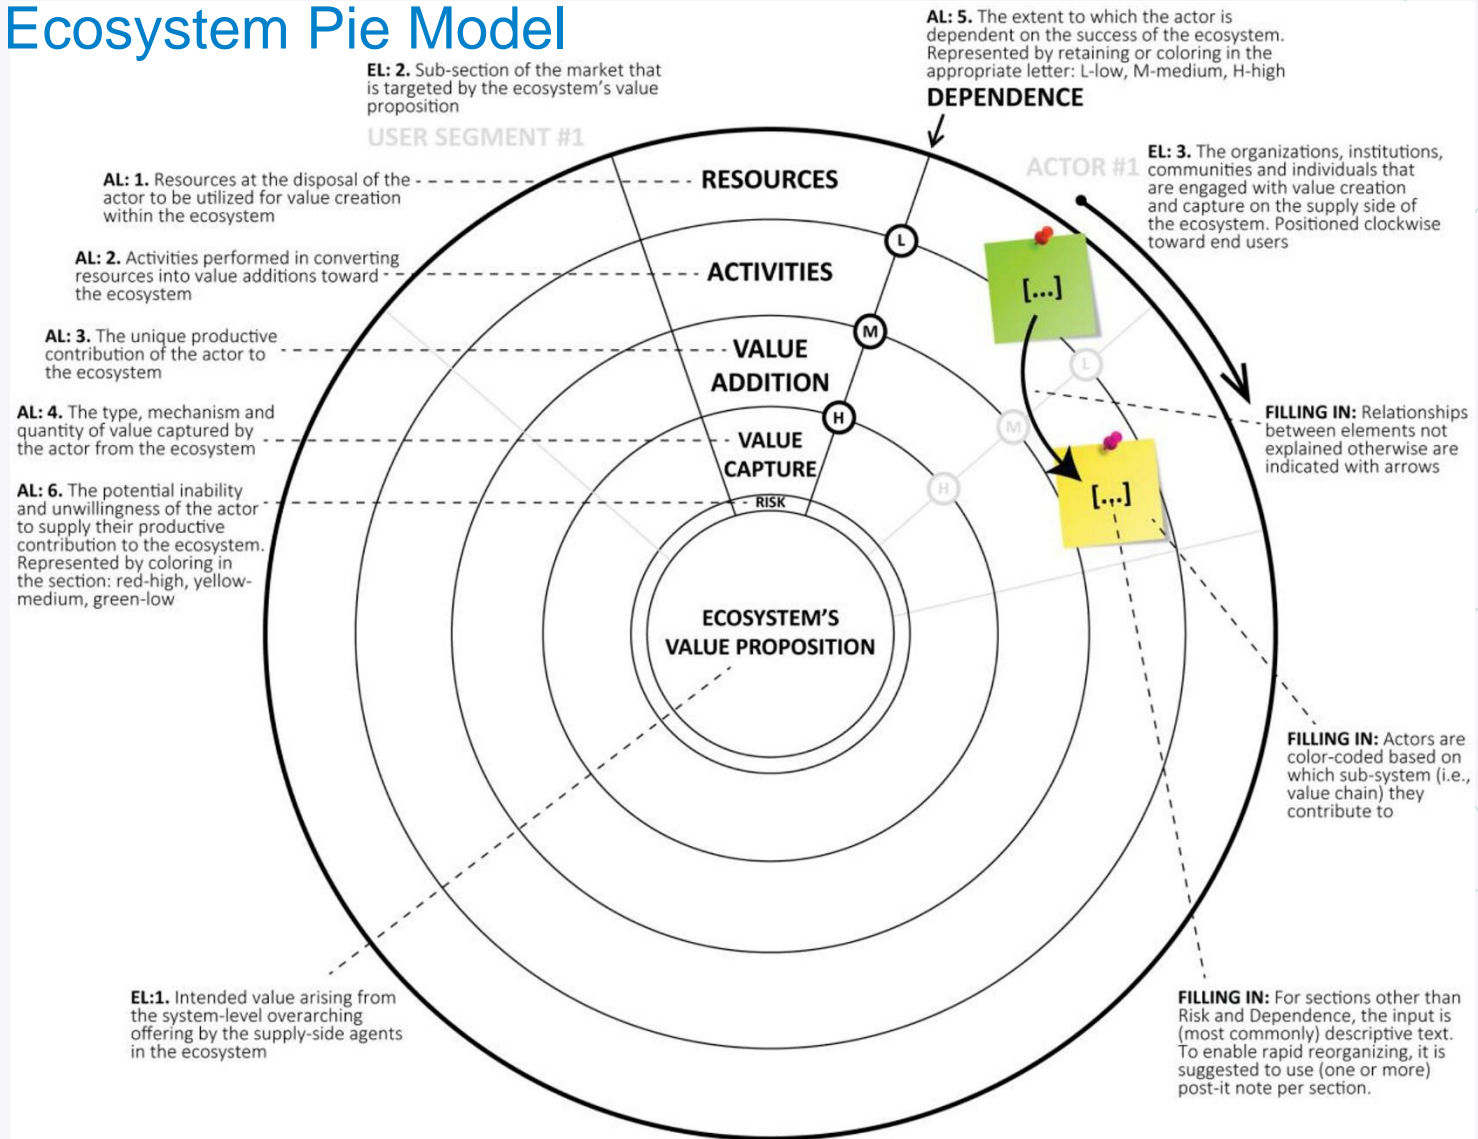 Ecosystem Pie Model
AL: 5. The extent to which the actor is
dependent on the success of the ecosystem.
Represented by retaining or coloring in the
appropriate letter: L-low, M-medium, H-high
DEPENDENCE
EL: 2. Sub-section of the market that
is targeted by the ecosystem's value
proposition
USER SEGMENT #1
ACTOR #1
EL: 3. The organizations, institutions,
communities and individuals that
are engaged with value creation
and capture on the supply side of
the ecosystem. Positioned clockwise
toward end users
AL: 1. Resources at the disposal of the
actor to be utilized for value creation
within the ecosystem
RESOURCES
L
AL: 2. Activities performed in converting
resources into value additions toward
the ecosystem
ACTIVITIES
[...]
M
AL: 3. The unique productive
contribution of the actor to
the ecosystem
VALUE
ADDITION
L
H
M
AL: 4. The type, mechanism and
quantity of value captured by
the actor from the ecosystem
VALUE
CAPTURE
FILLING IN: Relationships
between elements not
explained otherwise are
indicated with arrows
H
[...]
AL: 6. The potential inability
and unwillingness of the actor
to supply their productive
contribution to the ecosystem.
Represented by coloring in
the section: red-high, yellow-
medium, green-low
RISK
ECOSYSTEM'S
VALUE PROPOSITION
FILLING IN: Actors are
color-coded based on
which sub-system (i.e.,
value chain) they
contribute to
EL:1. Intended value arising from
the system-level overarching
offering by the supply-side agents
in the ecosystem
FILLING IN: For sections other than
Risk and Dependence, the input is
(most commonly) descriptive text.
To enable rapid reorganizing, it is
suggested to use (one or more)
post-it note per section.